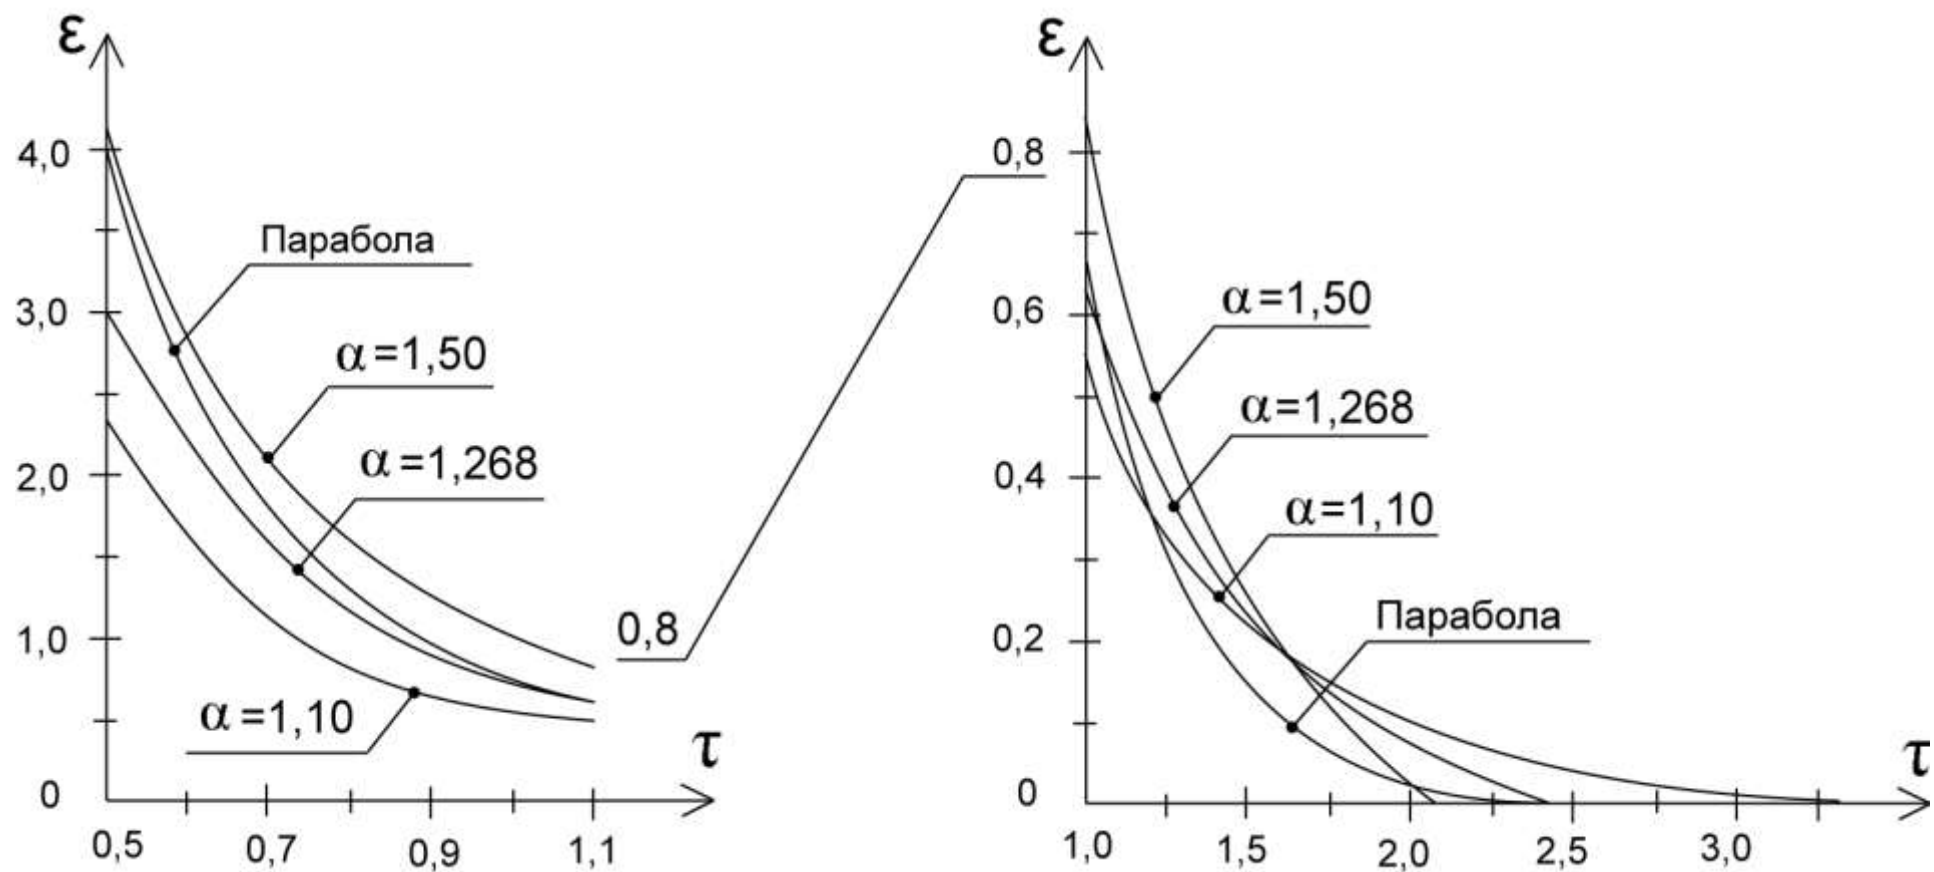 ε
4,0
3,0
2,0
1,0
0
Парабола
α=1,50
α=1,268
α=1,10
0,8
τ
0,5
0,7
0,9
1,1
ε
0,8
0,6
0,4
0,2
0
α=1,50
α=1,268
α=1,10
Парабола
τ
1,0
1,5
2,0
2,5
3,0